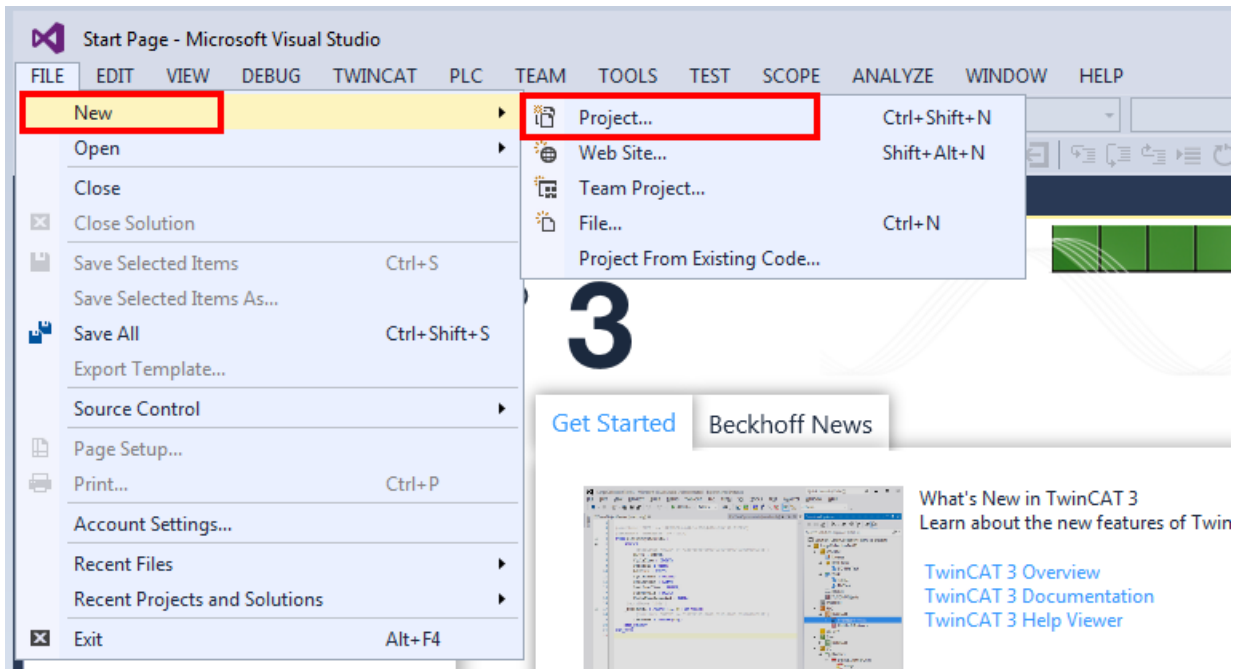 Start Page - Microsoft Visual Studio
FILE EDIT VIEW DEBUG TWINCAT PLC TEAM TOOLS TEST SCOPE ANALYZE WINDOW HELP
New
Open
Close
Close Solution
Save Selected Items Ctrl+S
Save Selected Items As...
Save All Ctrl+Shift+S
Export Template...
Source Control
Page Setup...
Print... Ctrl+P
Account Settings...
Recent Files
Recent Projects and Solutions
Exit Alt+F4
Project... Ctrl+Shift+N
Web Site... Shift+Alt+N
Team Project...
File... Ctrl+N
Project From Existing Code...
3
Get Started Beckhoff News
What's New in TwinCAT 3
Learn about the new features of Twin
TwinCAT 3 Overview
TwinCAT 3 Documentation
TwinCAT 3 Help Viewer